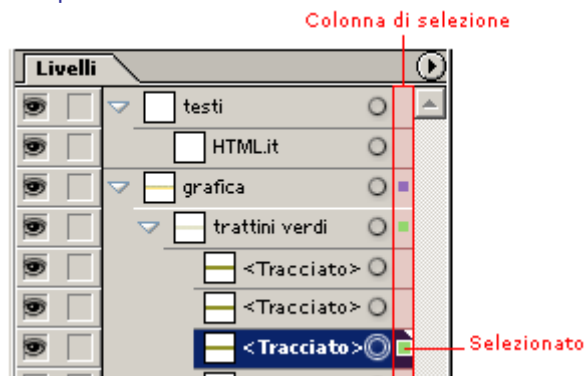 Colonna di selezione
Livelli
testi
HTML.it
grafica
trattini verdi
<Tracciato>
<Tracciato>
<Tracciato>
Selezionato